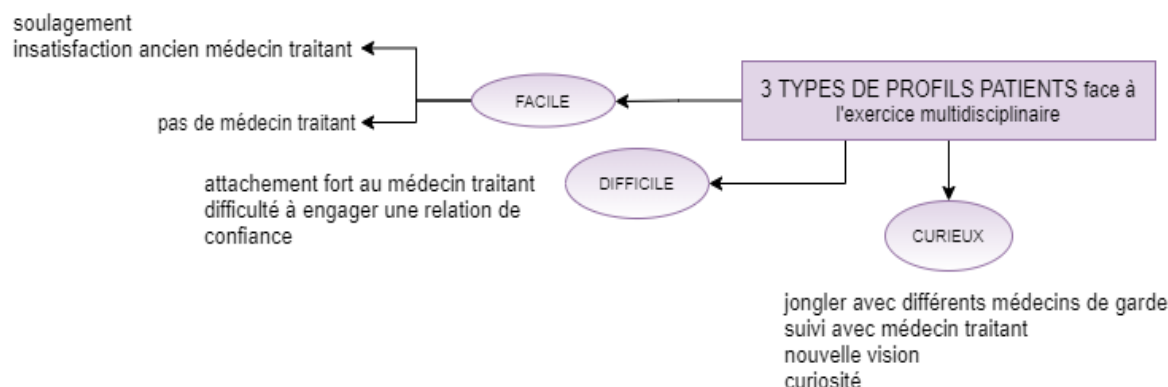 3 TYPES DE PROFILS PATIENTS face à
l'exercice multidisciplinaire
FACILE
soulagement
insatisfaction ancien médecin traitant
pas de médecin traitant
DIFFICILE
attachement fort au médecin traitant
difficulté à engager une relation de
confiance
CURIEUX
jongler avec différents médecins de garde
suivi avec médecin traitant
nouvelle vision
curiosité